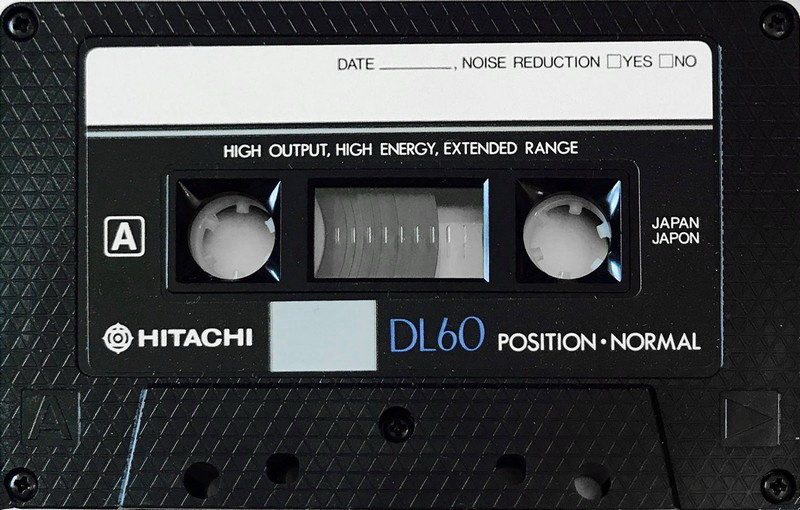 DATE ________, NOISE REDUCTION □YES □NO
HIGH OUTPUT, HIGH ENERGY, EXTENDED RANGE
A
JAPAN
JAPON
HITACHI DL60 POSITION•NORMAL
A